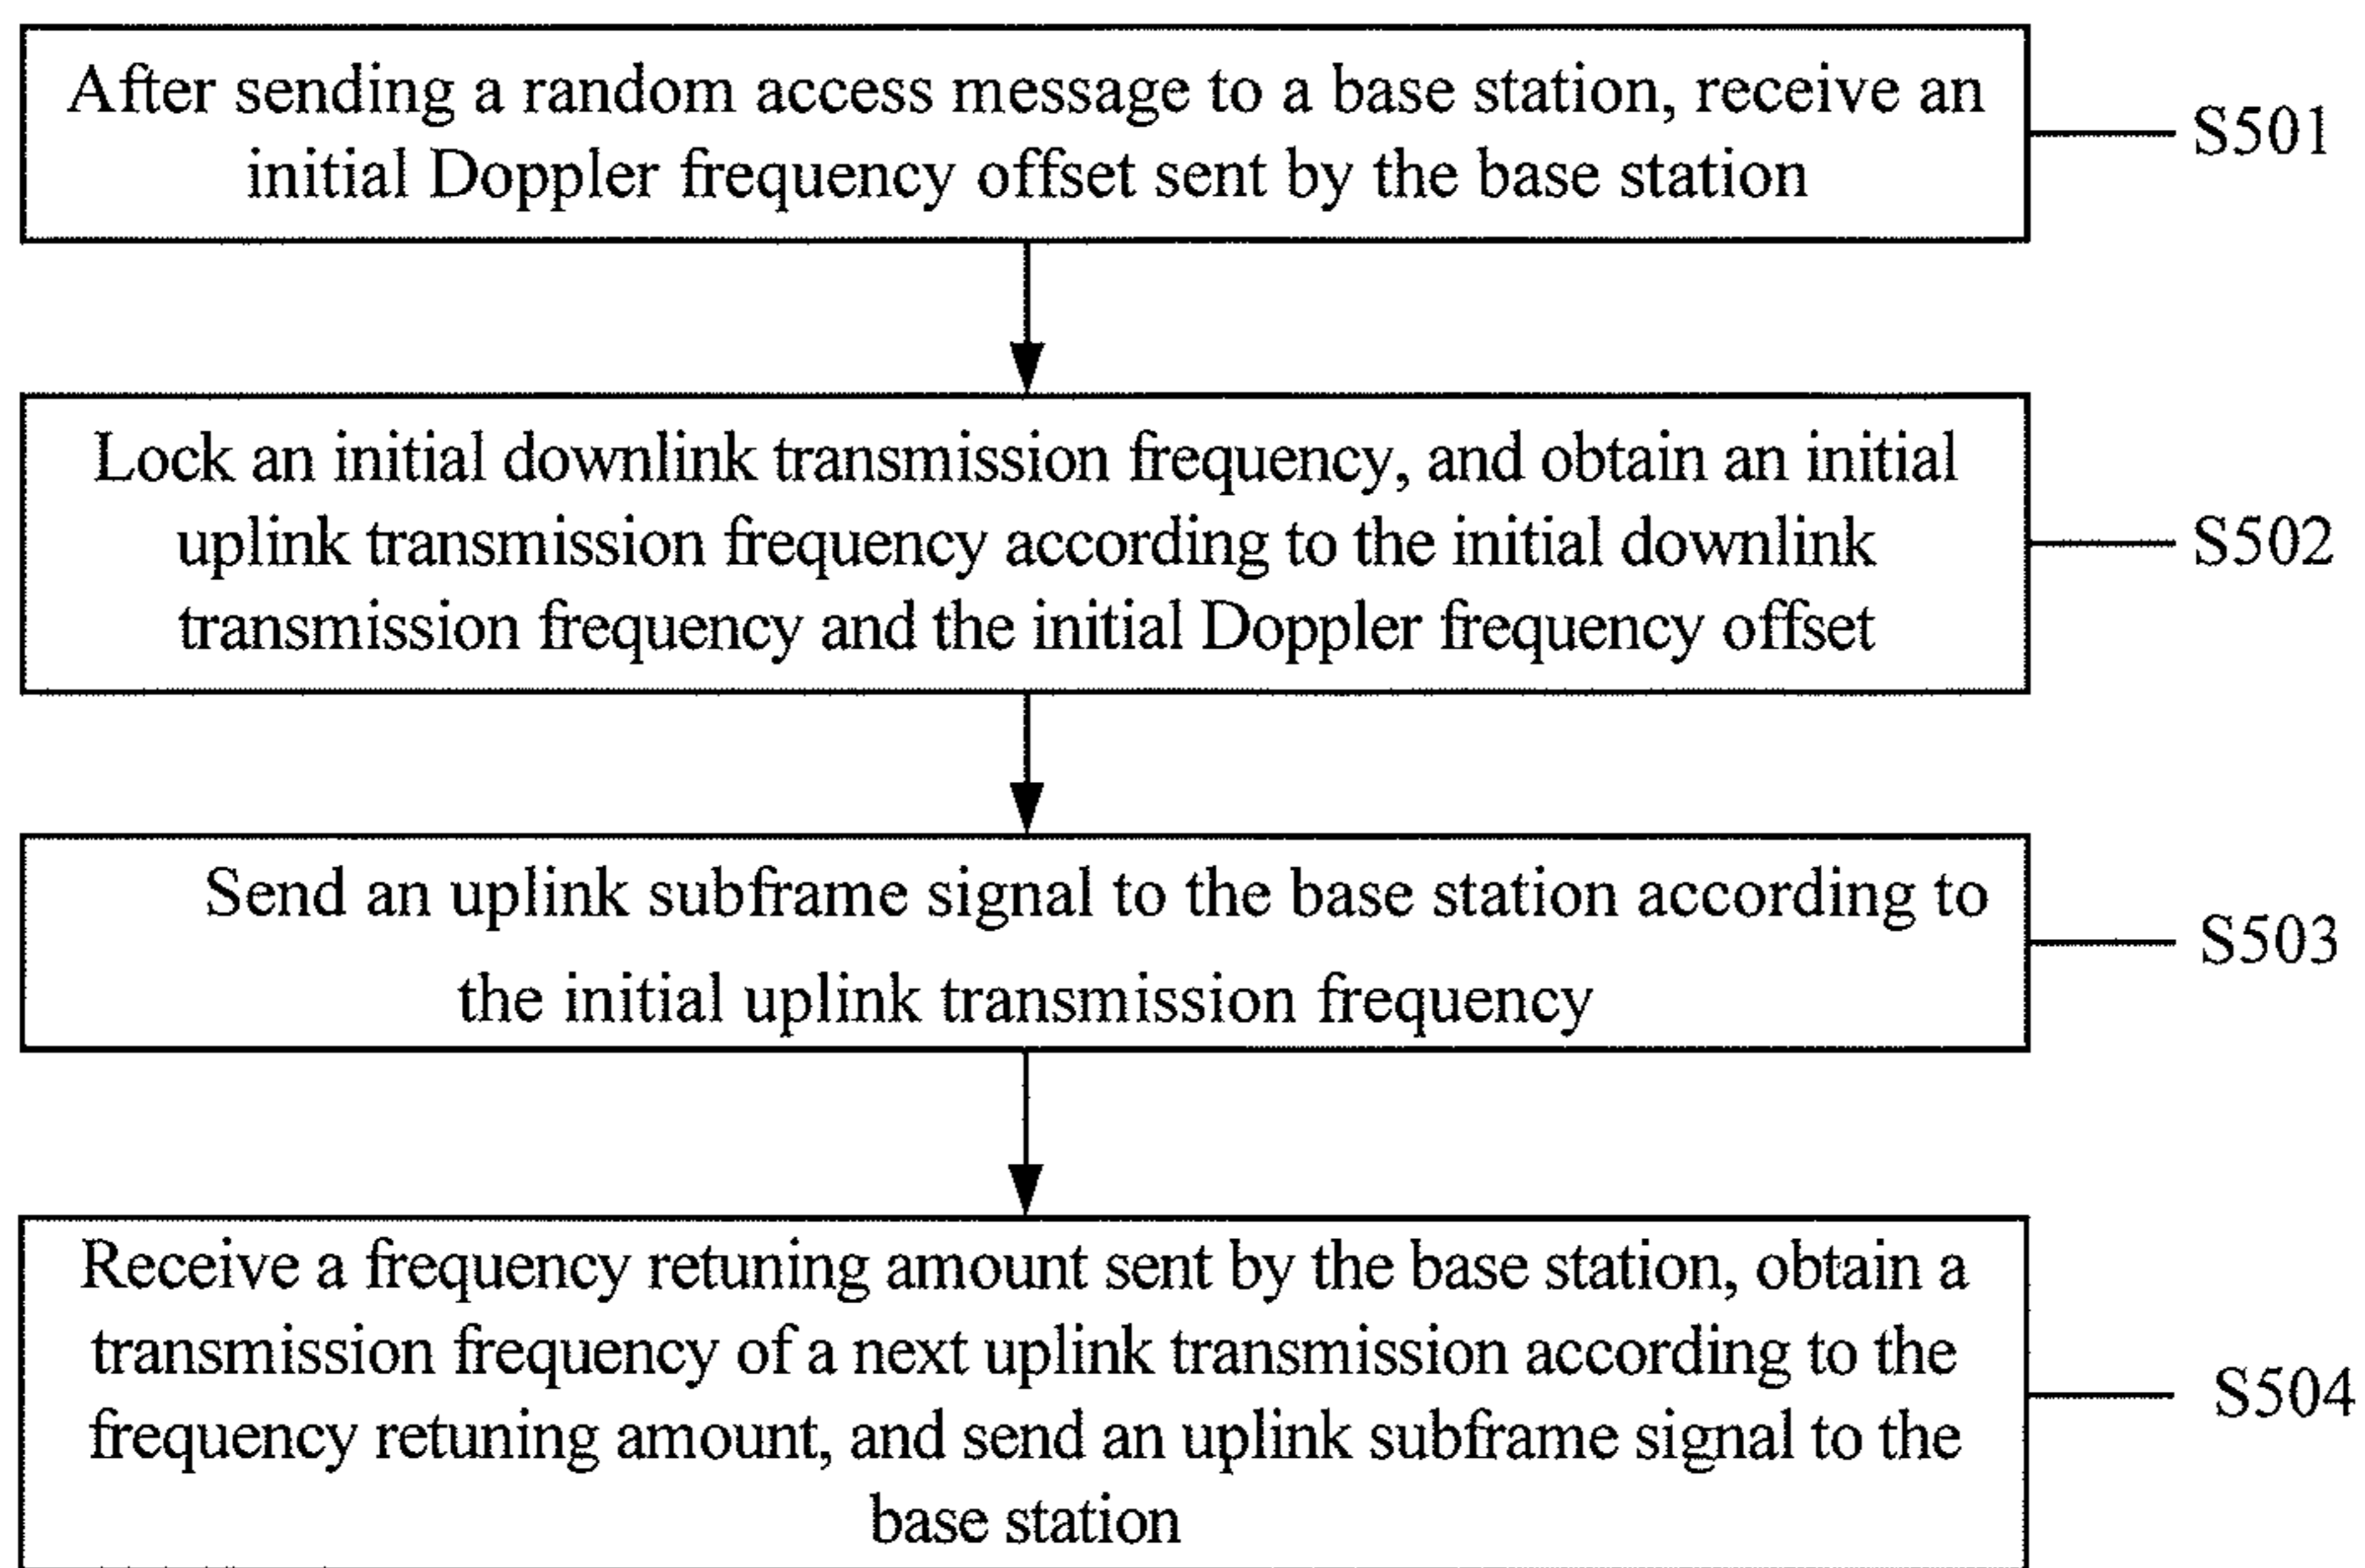 After sending a random access message to a base station, receive an
initial Doppler frequency offset sent by the base station
S501
Lock an initial downlink transmission frequency, and obtain an initial
uplink transmission frequency according to the initial downlink
transmission frequency and the initial Doppler frequency offset
S502
Send an uplink subframe signal to the base station according to
the initial uplink transmission frequency
S503
Receive a frequency retuning amount sent by the base station, obtain a
transmission frequency of a next uplink transmission according to the
frequency retuning amount, and send an uplink subframe signal to the
base station
S504